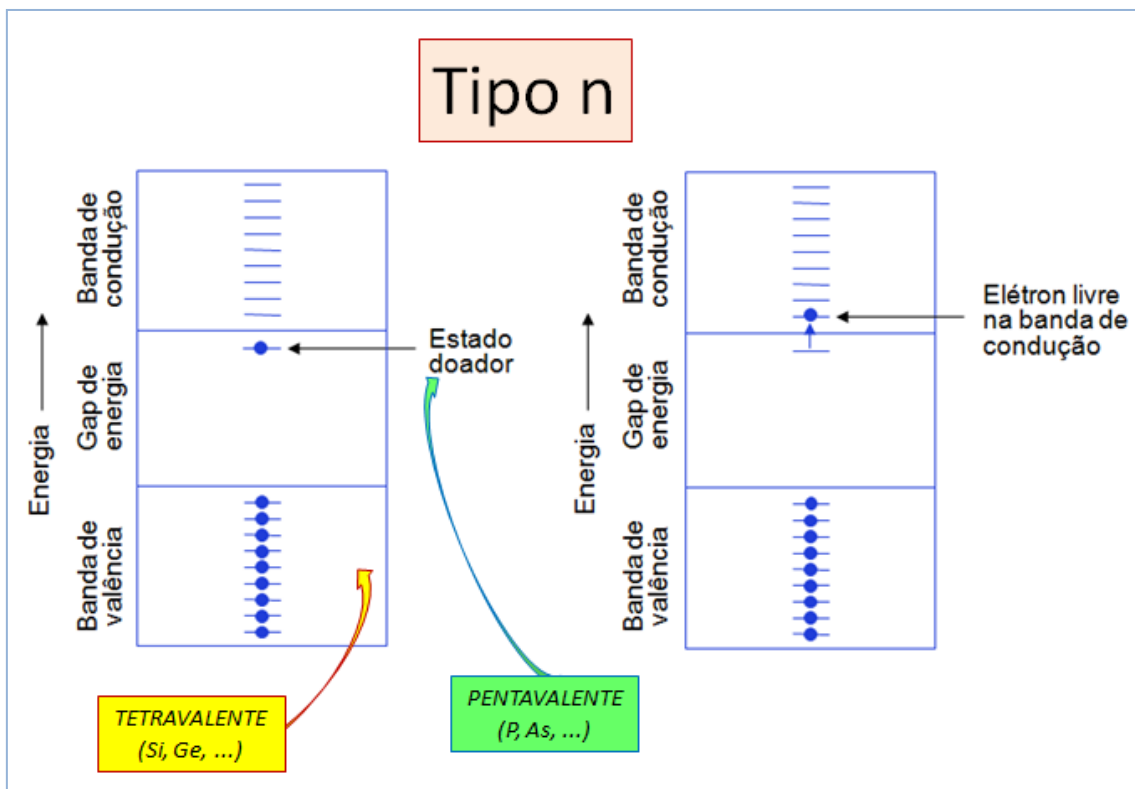 Tipo n
Energia
Banda de
condução
Gap de
energia
Banda de
valência
Estado
doador
TETRAVALENTE
(Si, Ge, ...)
PENTAVALENTE
(P, As, ...)
Energia
Banda de
condução
Gap de
energia
Banda de
valência
Elétron livre
na banda de
condução